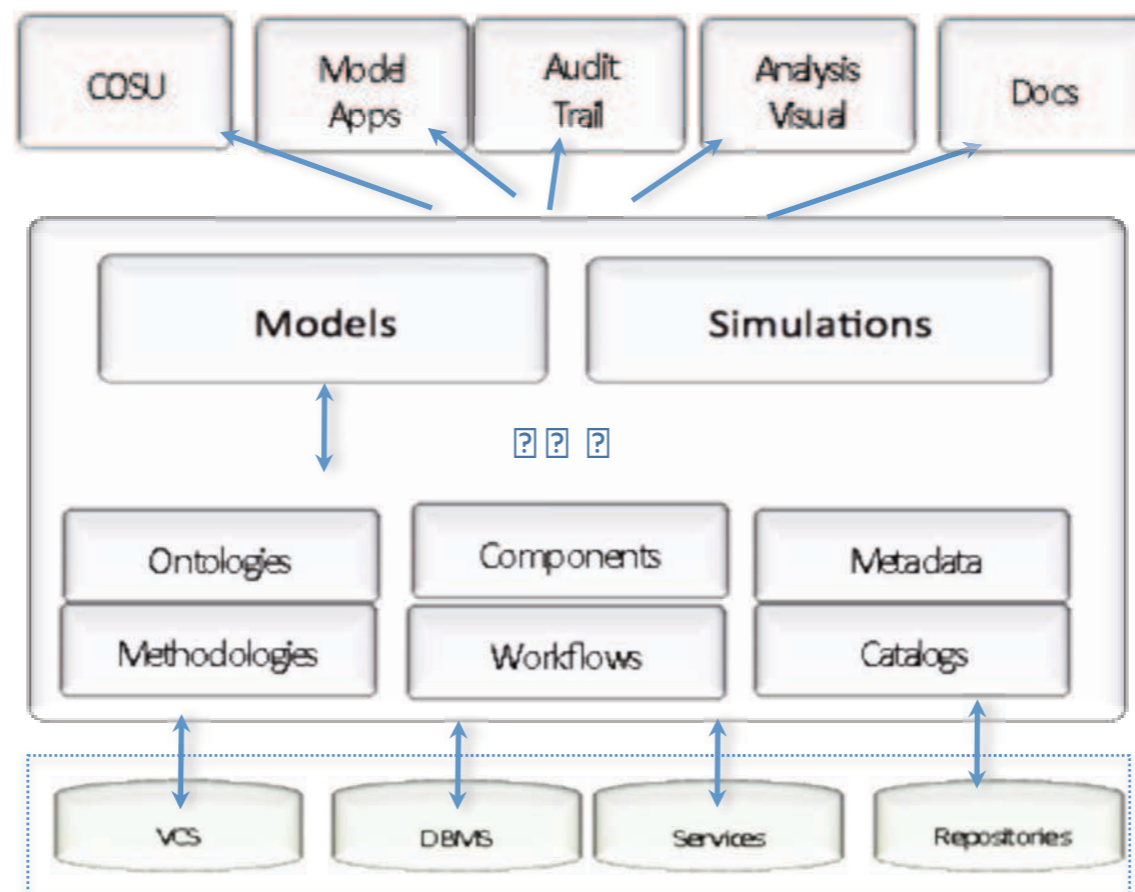 COSU
Model
Apps
Audit
Trail
Analysis
Visual
Docs
Models
Simulations
? ? ?
Ontologies
Components
Metadata
Methodologies
Workflows
Catalogs
VCS
DBMS
Services
Repositories